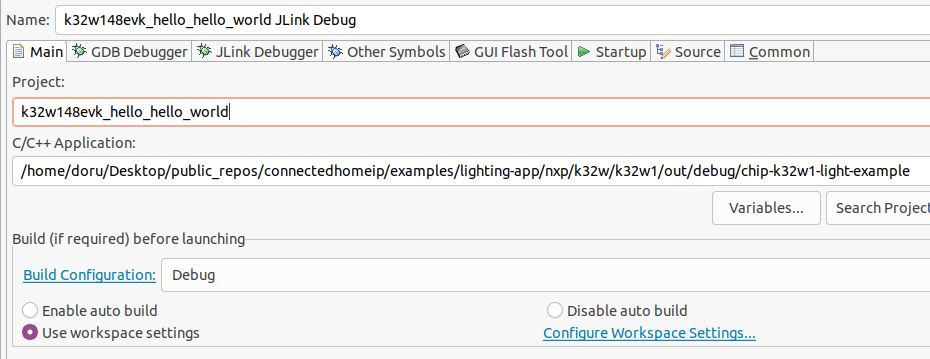 Name: k32w148evk_hello_hello_world JLink Debug
Main GDB Debugger JLink Debugger Other Symbols GUI Flash Tool Startup Source Common
Project:
k32w148evk_hello_hello_world
C/C++ Application:
/home/doru/Desktop/public_repos/connectedhomeip/examples/lighting-app/nxp/k32w/k32w1/out/debug/chip-k32w1-light-example
Variables... Search Project
Build (if required) before launching
Build Configuration: Debug
Enable auto build Disable auto build
Use workspace settings Configure Workspace Settings...